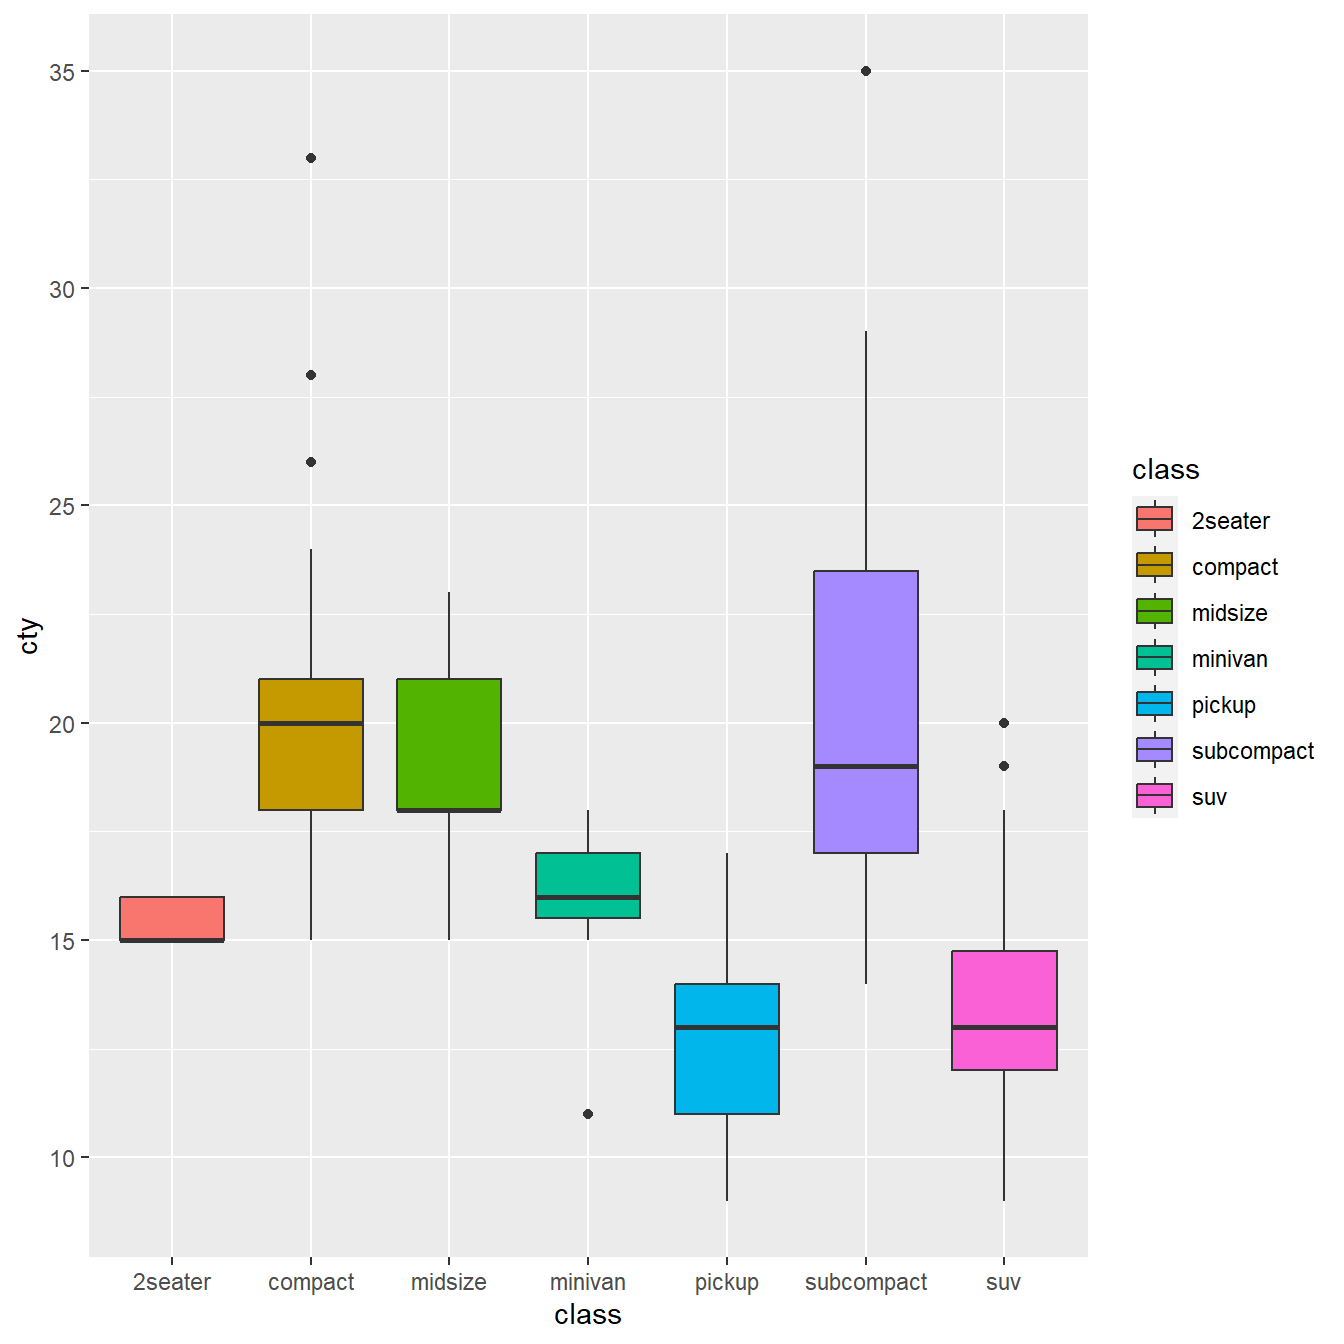 35
30
25
20
15
10
cty
2seater
compact
midsize
minivan
pickup
subcompact
suv
class
class
2seater
compact
midsize
minivan
pickup
subcompact
suv